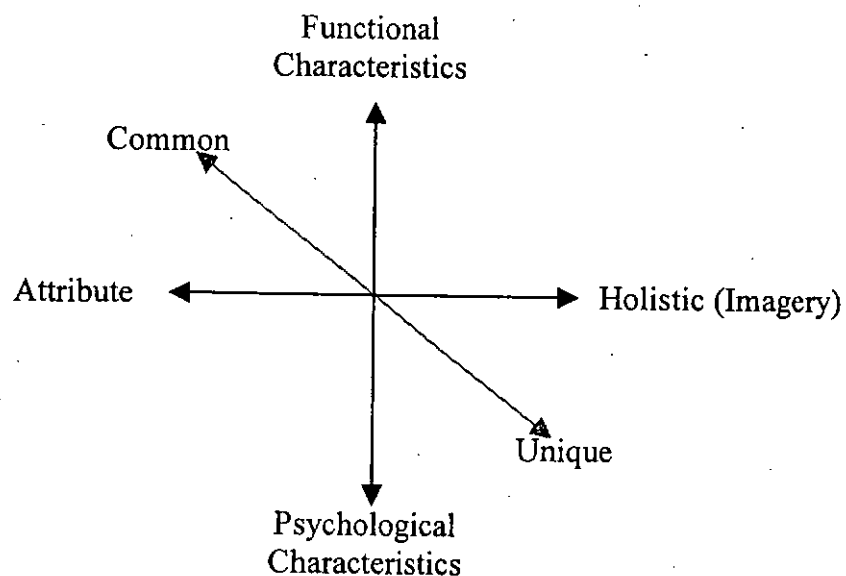 Functional
Characteristics
Common
Attribute
Holistic (Imagery)
Unique
Psychological
Characteristics